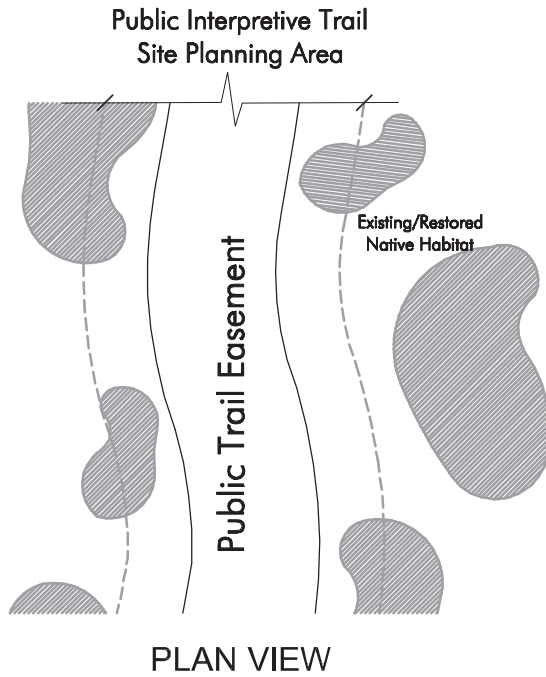 Public Interpretive Trail
Site Planning Area
Existing/Restored
Native Habitat
Public Trail Easement
PLAN VIEW